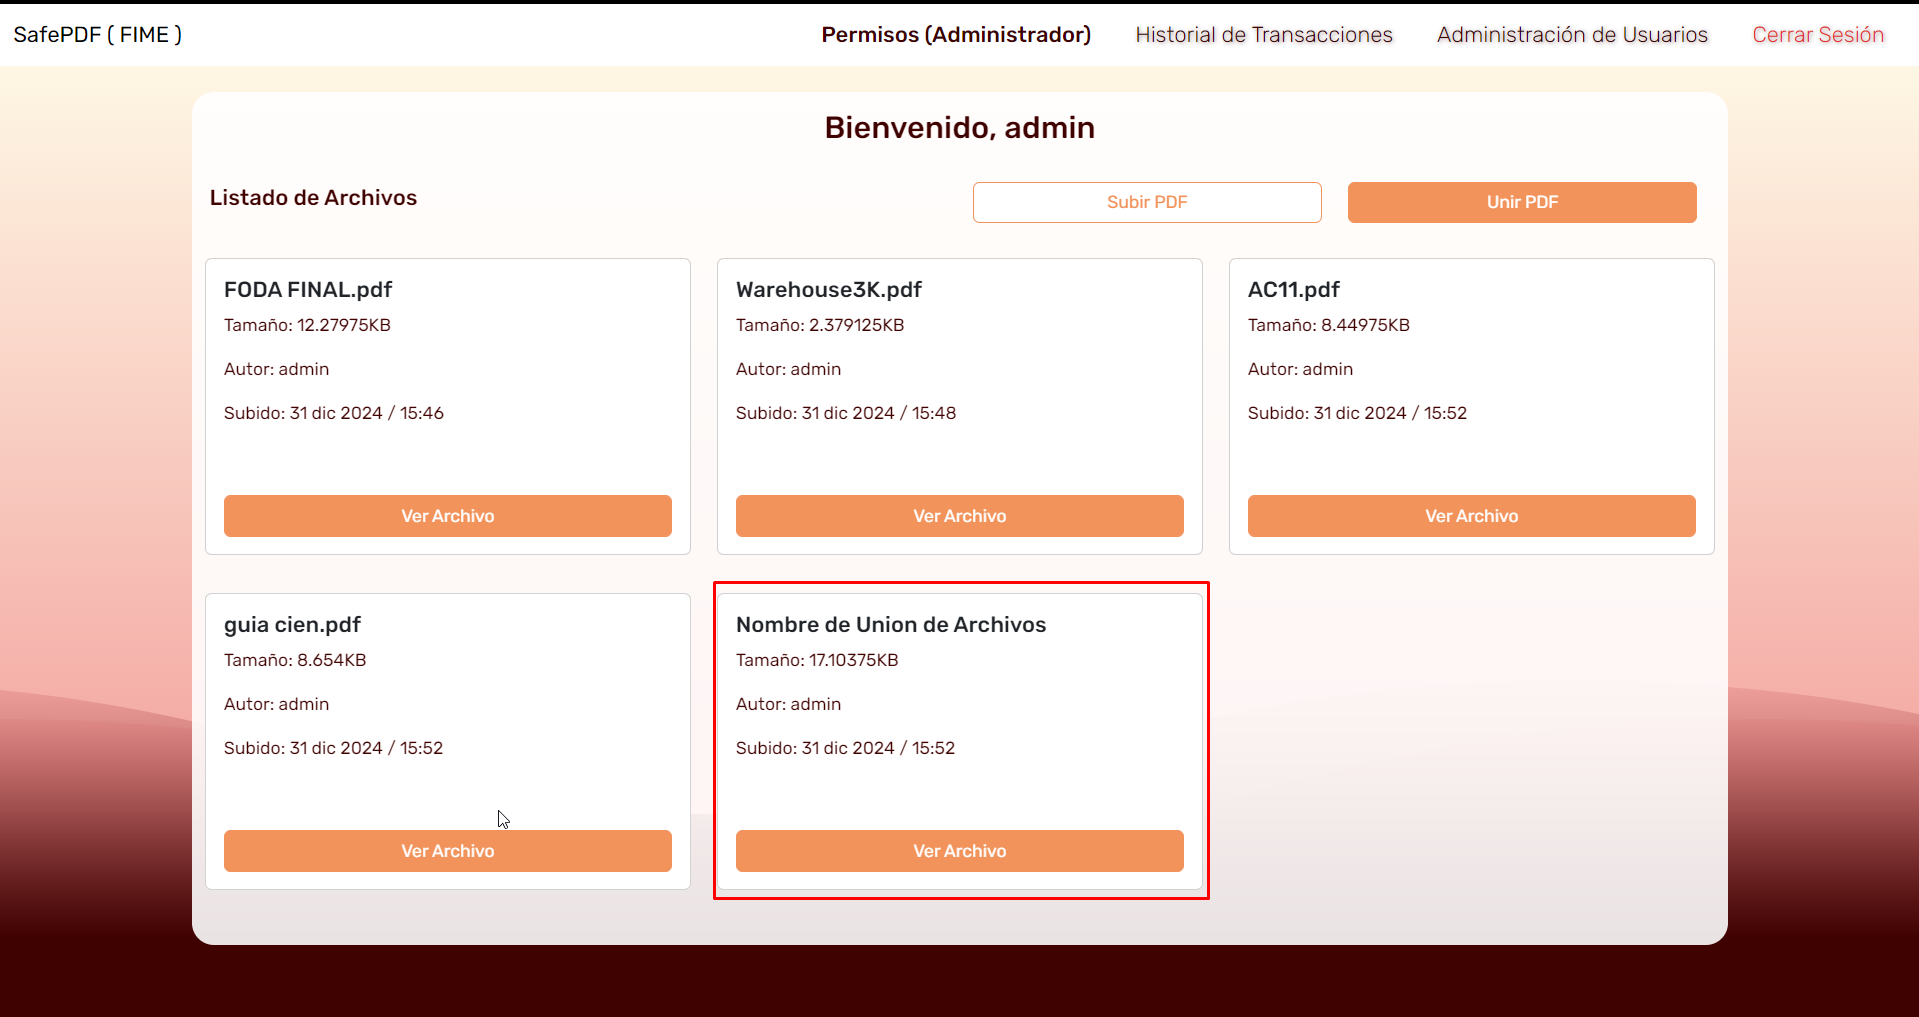 SafePDF ( FIME )
Permisos (Administrador)
Historial de Transacciones
Administración de Usuarios
Cerrar Sesión
Bienvenido, admin
Listado de Archivos
Subir PDF
Unir PDF
FODA FINAL.pdf
Tamaño: 12.27975KB
Autor: admin
Subido: 31 dic 2024 / 15:46
Ver Archivo
Warehouse3K.pdf
Tamaño: 2.379125KB
Autor: admin
Subido: 31 dic 2024 / 15:48
Ver Archivo
AC11.pdf
Tamaño: 8.44975KB
Autor: admin
Subido: 31 dic 2024 / 15:52
Ver Archivo
guia cien.pdf
Tamaño: 8.654KB
Autor: admin
Subido: 31 dic 2024 / 15:52
Ver Archivo
Nombre de Union de Archivos
Tamaño: 17.10375KB
Autor: admin
Subido: 31 dic 2024 / 15:52
Ver Archivo